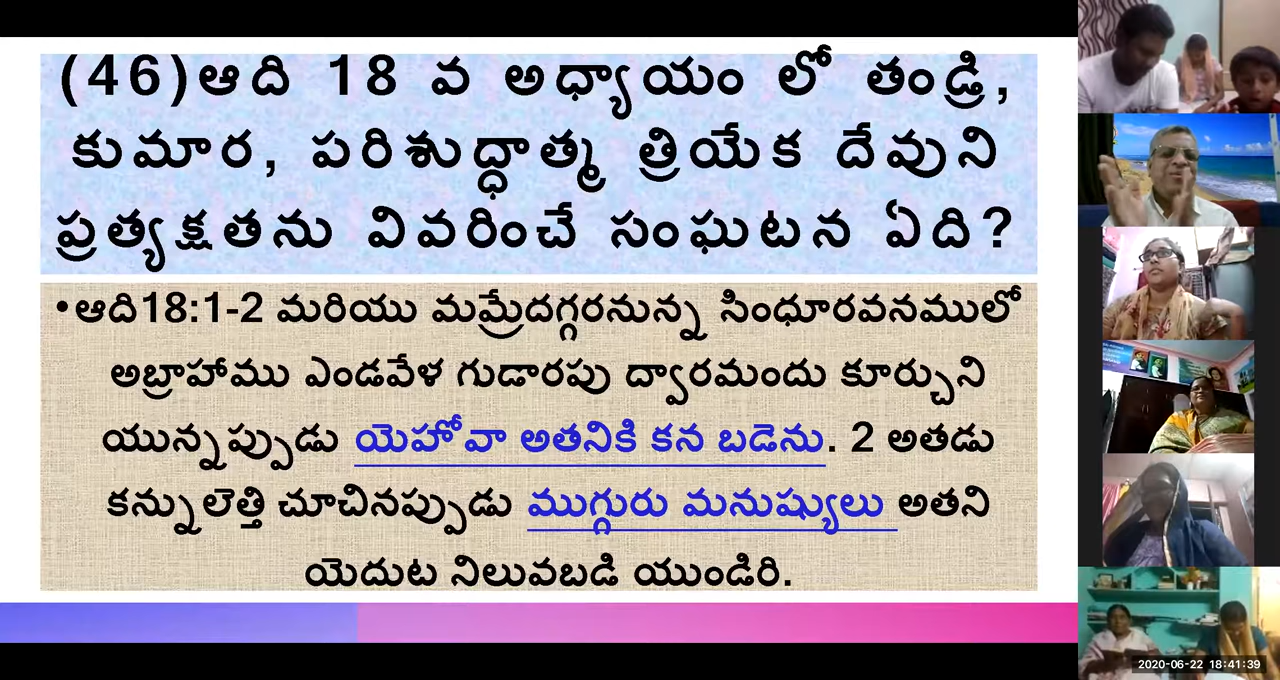 (46)ఆది 18 వ అధ్యాయం లో తండ్రి,
కుమార, పరిశుద్ధాత్మ త్రియేక దేవుని
ప్రత్యక్షతను వివరించే సంఘటన ఏది?
•ఆది18:1-2 మరియు మమ్రేదగ్గరనున్న సింధూరవనములో
అబ్రాహాము ఎండవేళ గుడారపు ద్వారమందు కూర్చుని
యున్నప్పుడు యెహోవా అతనికి కన బడెను. 2 అతడు
కన్నులెత్తి చూచినప్పుడు ముగ్గురు మనుష్యులు అతని
యెదుట నిలువబడి యుండిరి.
2020-06-22 18:41:39